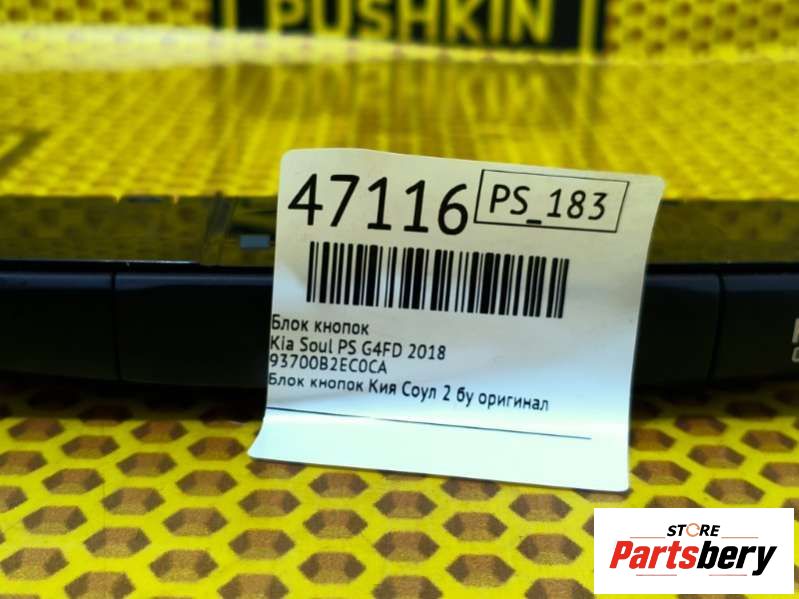 PUSHKIN
47116
PS_183
Блок кнопок
Kia Soul PS G4FD 2018
93700B2EC0CA
Блок кнопок Кия Соул 2 бу оригинал
STORE
Partsbery